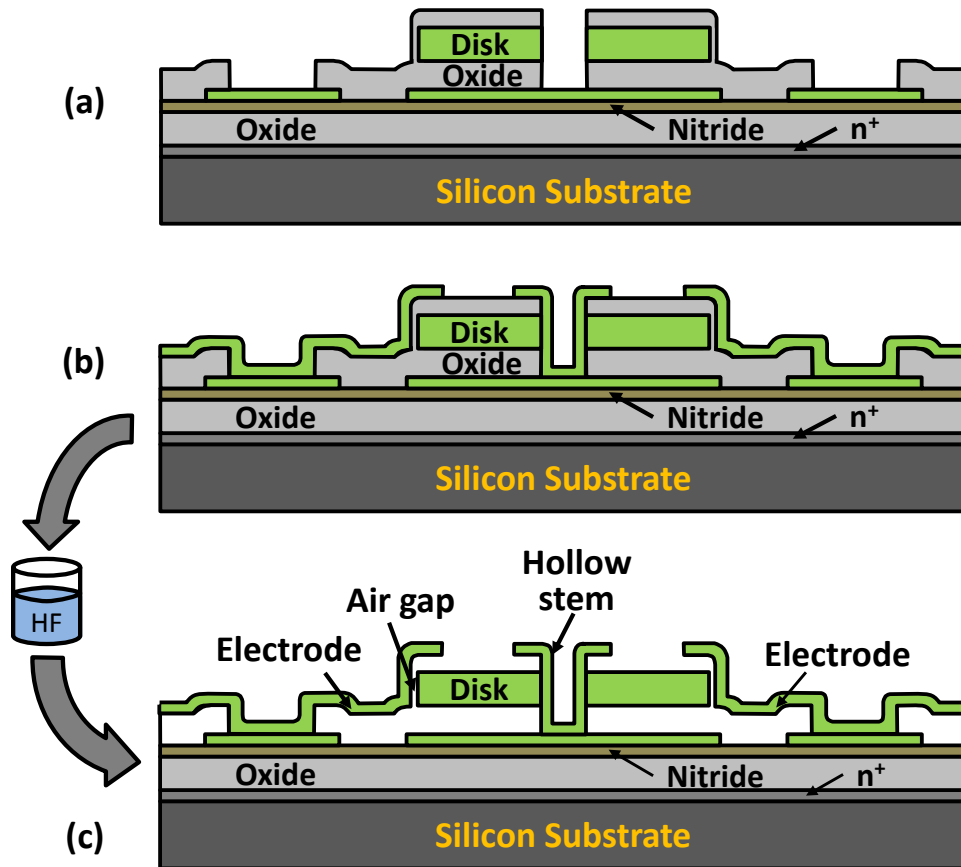 Disk
Oxide
(a)
Oxide
Nitride
n+
Silicon Substrate
Disk
(b)
Oxide
Oxide
Nitride
n+
Silicon Substrate
Hollow
stem
Air gap
HF
Electrode
Electrode
Disk
Oxide
Nitride
n+
(c)
Silicon Substrate